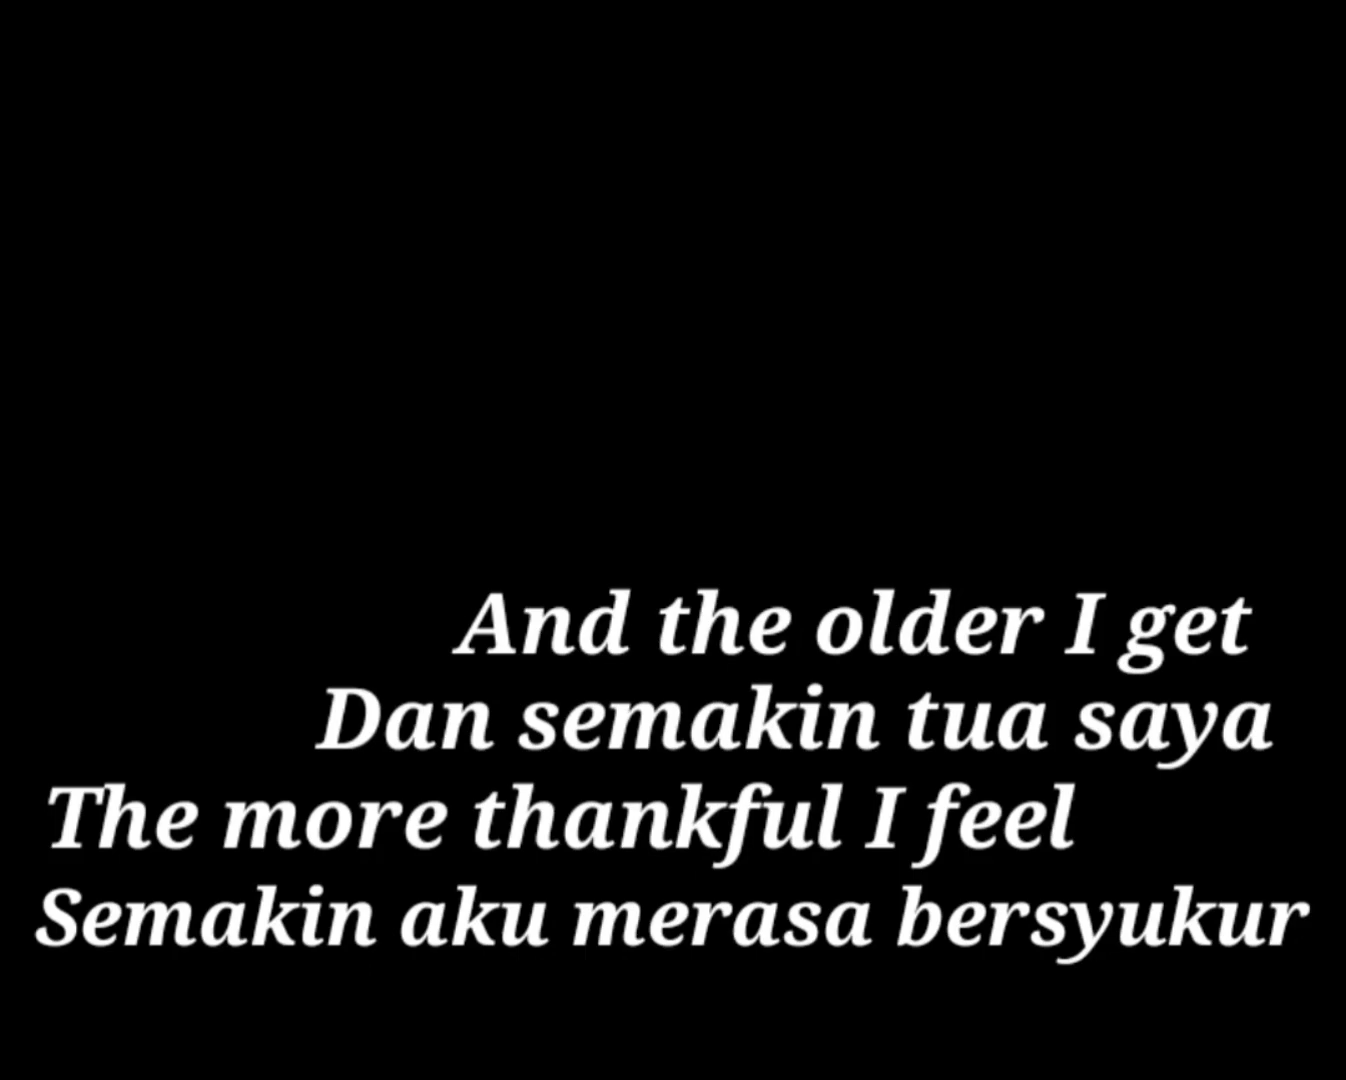 And the older I get
Dan semakin tua saya
The more thankful I feel
Semakin aku merasa bersyukur